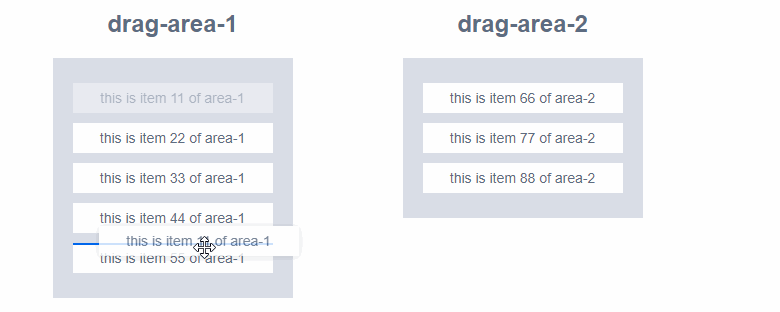 drag-area-1
this is item 11 of area-1
this is item 22 of area-1
this is item 33 of area-1
this is item 44 of area-1
this is item of area-1
this is item 55 of area-1
drag-area-2
this is item 66 of area-2
this is item 77 of area-2
this is item 88 of area-2